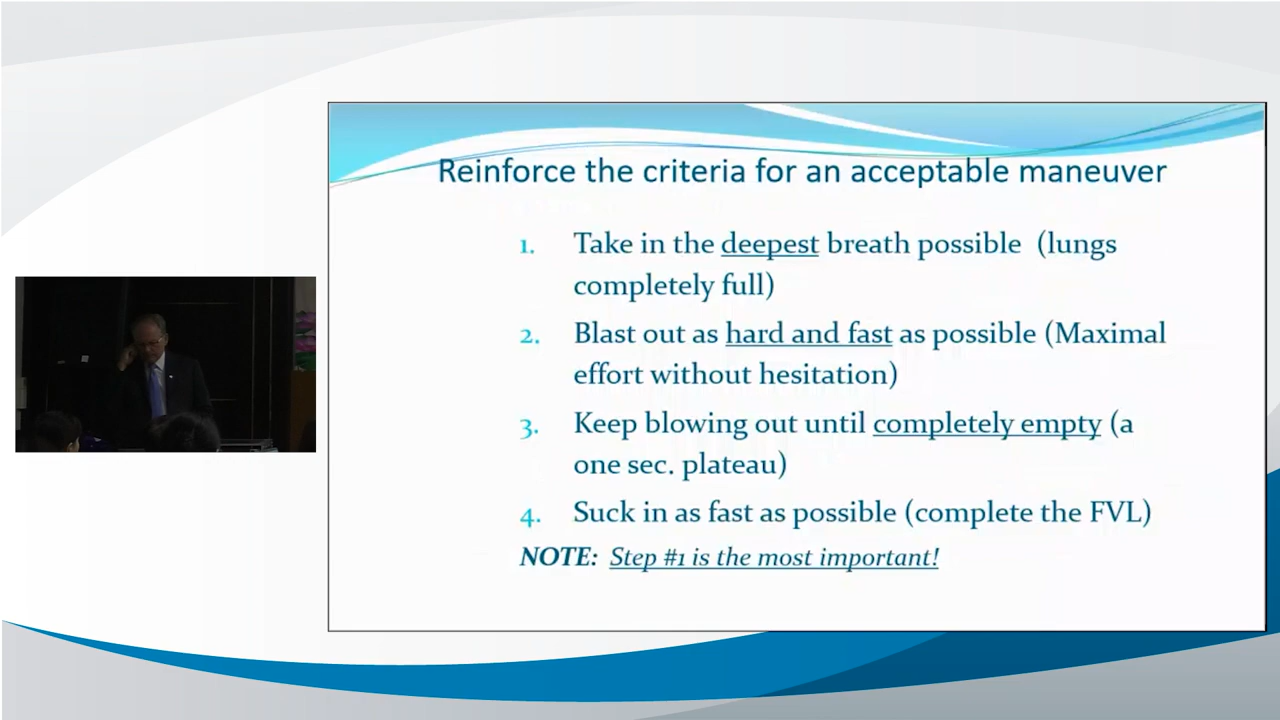 Reinforce the criteria for an acceptable maneuver
1. Take in the deepest breath possible (lungs
completely full)
2. Blast out as hard and fast as possible (Maximal
effort without hesitation)
3. Keep blowing out until completely empty (a
one sec. plateau)
4. Suck in as fast as possible (complete the FVL)
NOTE: Step #1 is the most important!